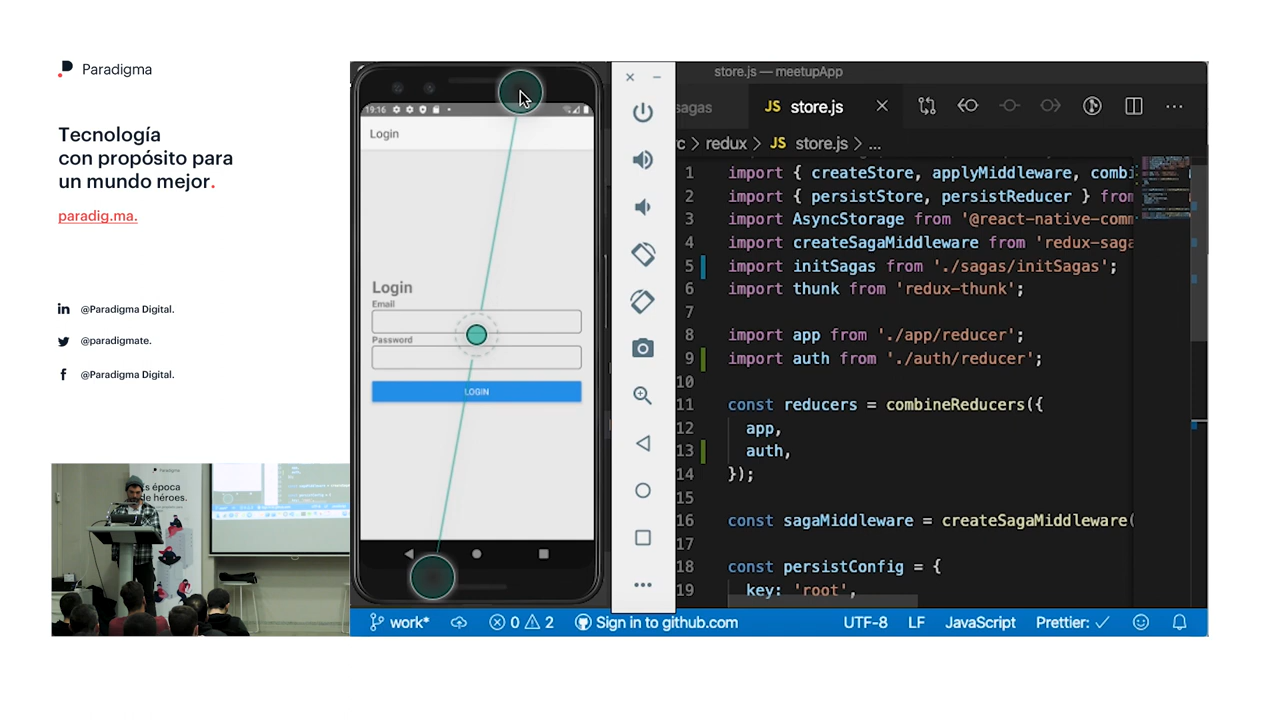 Paradigma
Tecnología
con propósito para
un mundo mejor.
paradig.ma.
@Paradigma Digital.
@paradigmate.
@Paradigma Digital.
Paradigma
Es época
de héroes.
19:16
Login
Login
Email
Password
LOGIN
store.js — meetupApp
sagas
JS store.js
redux > JS store.js > ...
1 import { createStore, applyMiddleware, combi
2 import { persistStore, persistReducer } from
3 import AsyncStorage from '@react-native-comm
4 import createSagaMiddleware from 'redux-saga
5 import initSagas from './sagas/initSagas';
6 import thunk from 'redux-thunk';
7
8 import app from './app/reducer';
9 import auth from './auth/reducer';
10
11 const reducers = combineReducers({
12 app,
13 auth,
14 });
15
16 const sagaMiddleware = createSagaMiddleware(
17
18 const persistConfig = {
19 key: 'root',
work* 0 2 Sign in to github.com UTF-8 LF JavaScript Prettier: ✓